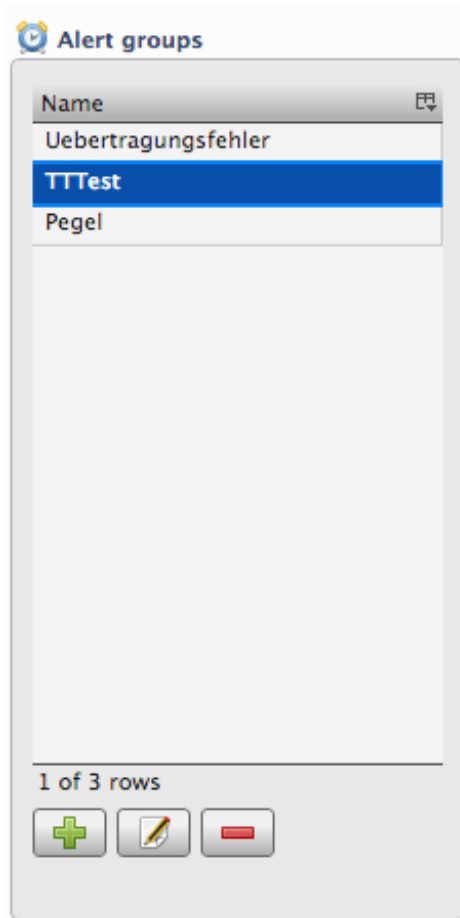 Alert groups
Name
Uebertragungsfehler
TTTest
Pegel
1 of 3 rows